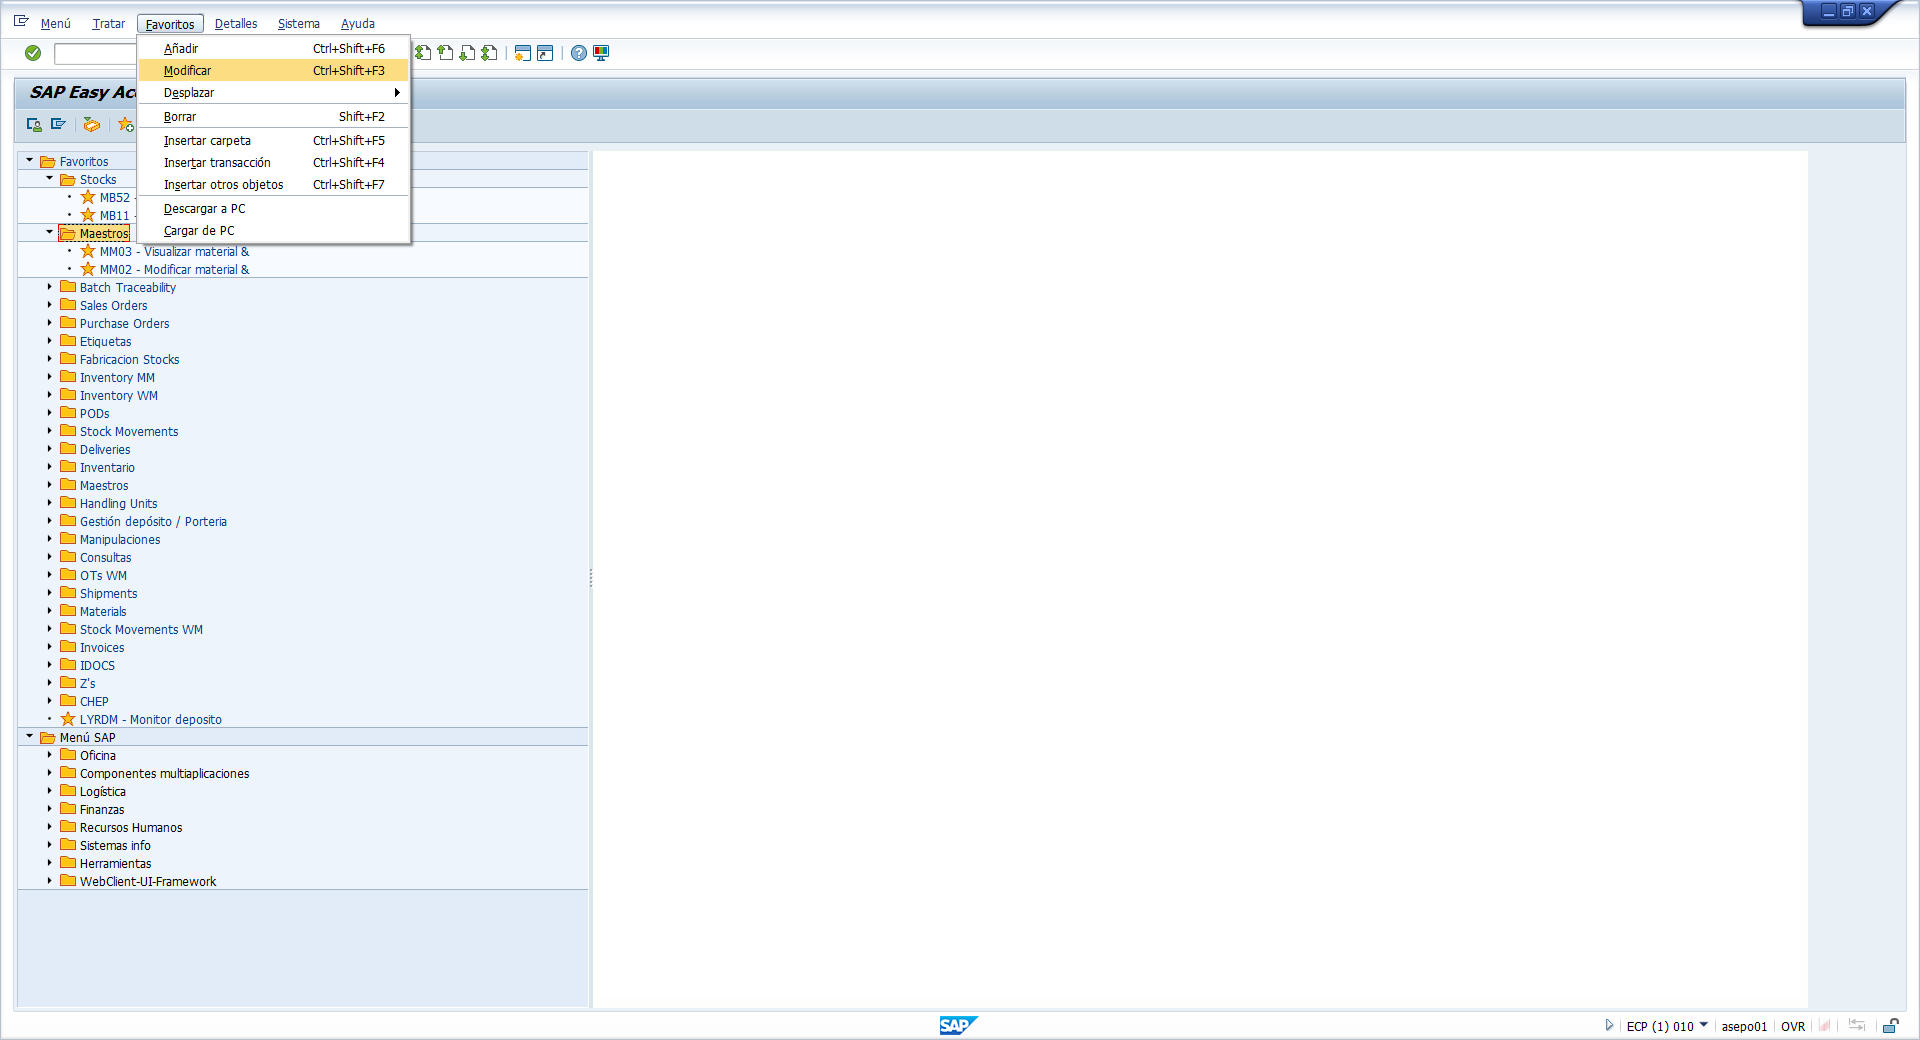 Menú Tratar Favoritos Detalles Sistema Ayuda
Añadir Ctrl+Shift+F6
Modificar Ctrl+Shift+F3
Desplazar
Borrar Shift+F2
Insertar carpeta Ctrl+Shift+F5
Insertar transacción Ctrl+Shift+F4
Insertar otros objetos Ctrl+Shift+F7
Descargar a PC
Cargar de PC
SAP Easy Ac
Favoritos
Stocks
MB52 -
MB11 -
Maestros
MM03 - Visualizar material &
MM02 - Modificar material &
Batch Traceability
Sales Orders
Purchase Orders
Etiquetas
Fabricacion Stocks
Inventory MM
Inventory WM
PODs
Stock Movements
Deliveries
Inventario
Maestros
Handling Units
Gestión depósito / Porteria
Manipulaciones
Consultas
OTs WM
Shipments
Materials
Stock Movements WM
Invoices
IDOCS
Z's
CHEP
LYRDM - Monitor deposito
Menú SAP
Oficina
Componentes multiaplicaciones
Logística
Finanzas
Recursos Humanos
Sistemas info
Herramientas
WebClient-UI-Framework
SAP
ECP (1) 010 asepo01 OVR